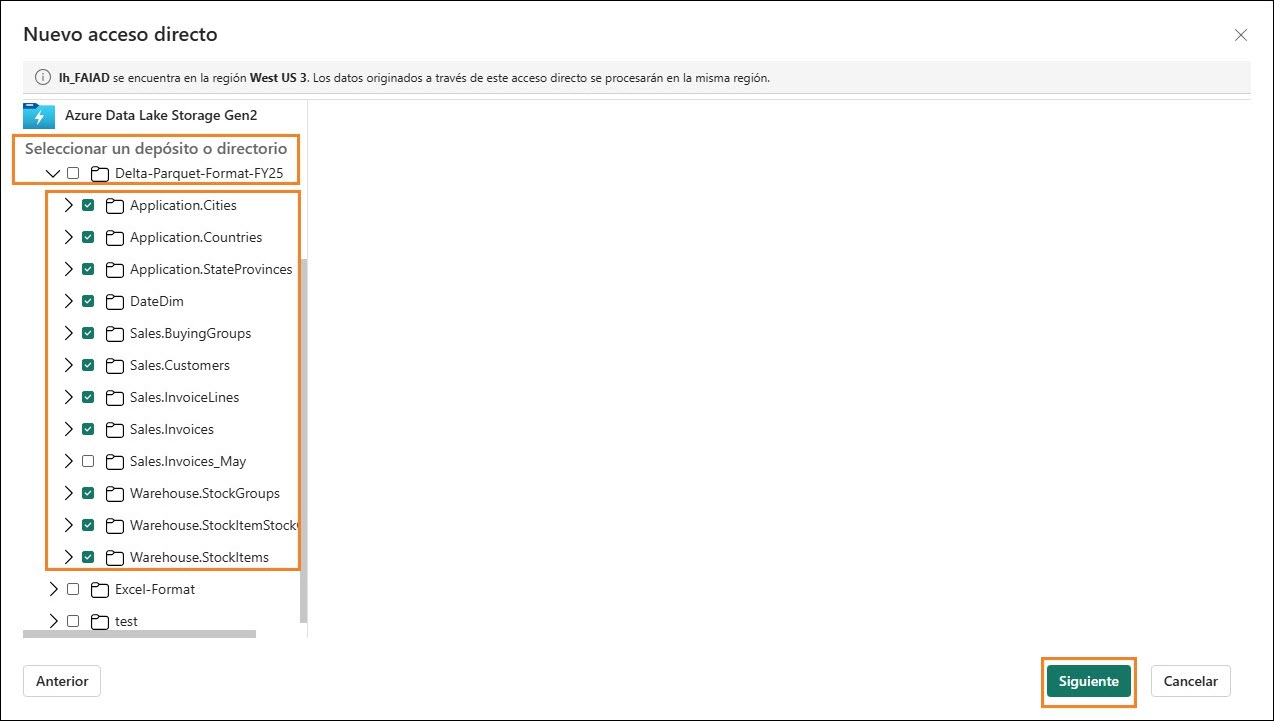 Nuevo acceso directo
lh_FAIAD se encuentra en la región West US 3. Los datos originados a través de este acceso directo se procesarán en la misma región.
Azure Data Lake Storage Gen2
Seleccionar un depósito o directorio
Delta-Parquet-Format-FY25
Application.Cities
Application.Countries
Application.StateProvinces
DateDim
Sales.BuyingGroups
Sales.Customers
Sales.InvoiceLines
Sales.Invoices
Sales.Invoices_May
Warehouse.StockGroups
Warehouse.StockItemStock
Warehouse.StockItems
Excel-Format
test
Anterior
Siguiente
Cancelar